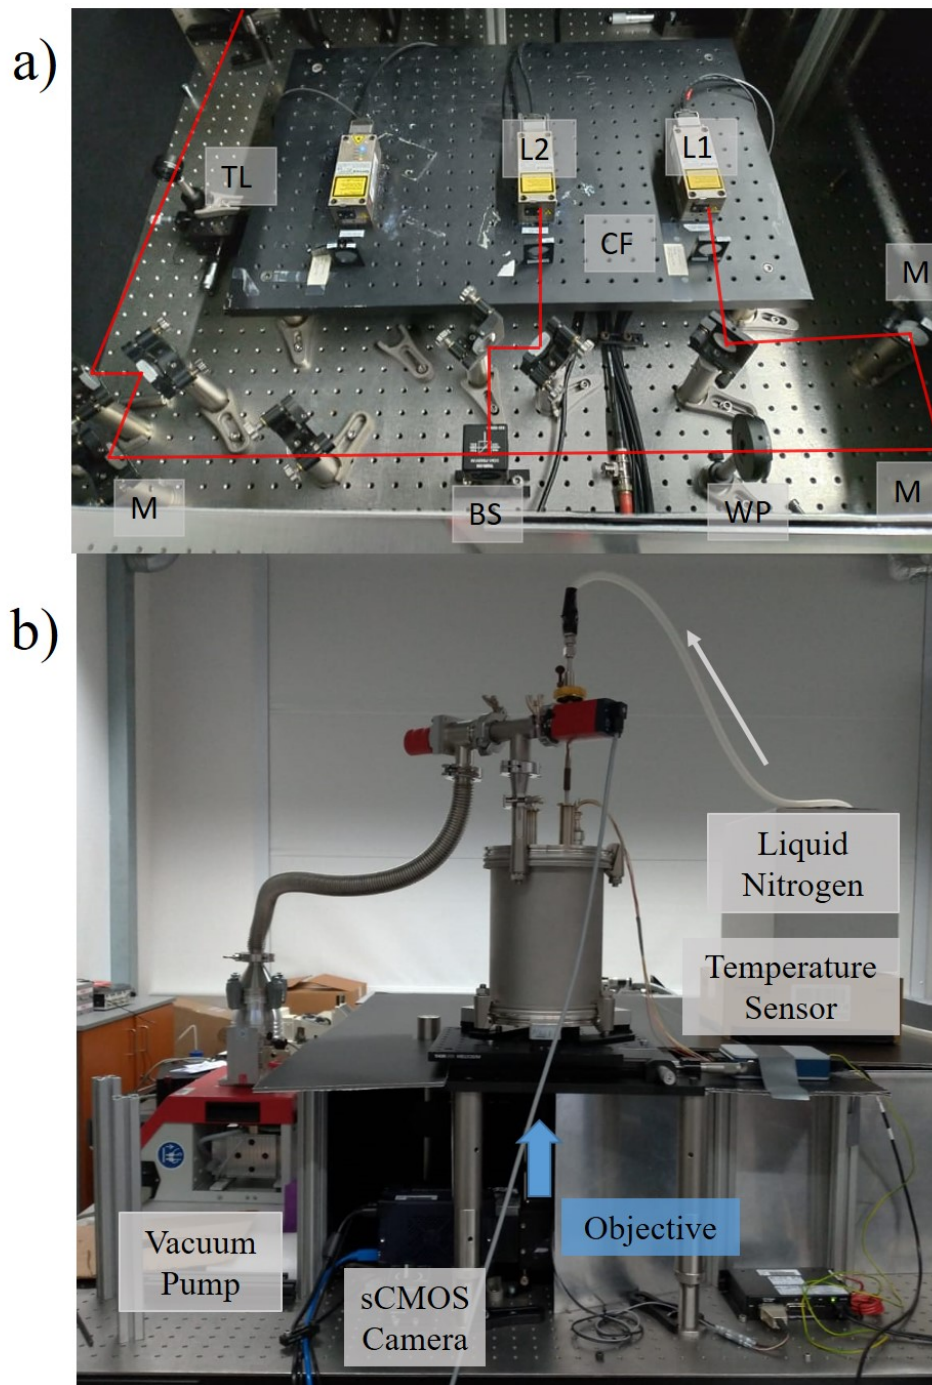 a)
TL
L2
L1
CF
M
M
BS
WP
M
b)
Liquid
Nitrogen
Temperature
Sensor
Objective
Vacuum
Pump
sCMOS
Camera